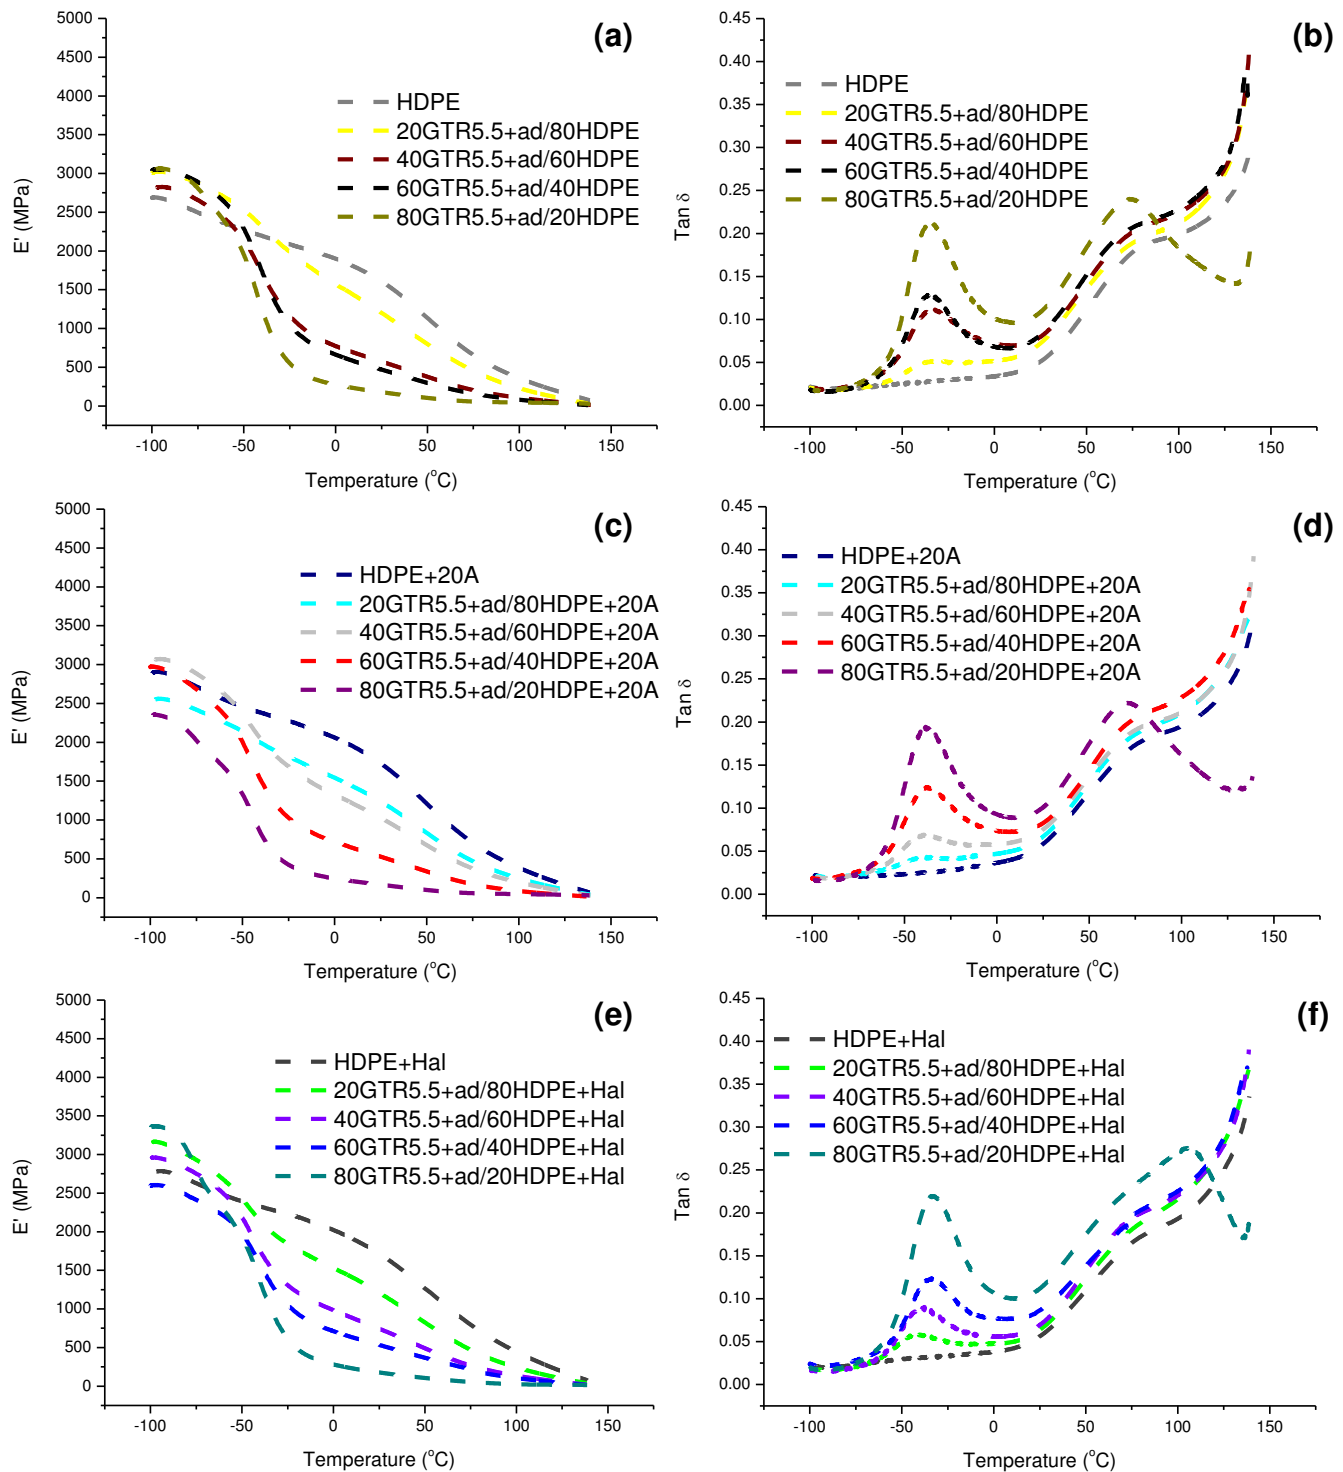 (a)
5000
4500
4000
3500
3000
2500
2000
1500
1000
500
0
E' (MPa)
HDPE
20GTR5.5+ad/80HDPE
40GTR5.5+ad/60HDPE
60GTR5.5+ad/40HDPE
80GTR5.5+ad/20HDPE
-100 -50 0 50 100 150
Temperature (°C)
(b)
0.45
0.40
0.35
0.30
0.25
0.20
0.15
0.10
0.05
0.00
Tan δ
HDPE
20GTR5.5+ad/80HDPE
40GTR5.5+ad/60HDPE
60GTR5.5+ad/40HDPE
80GTR5.5+ad/20HDPE
-100 -50 0 50 100 150
Temperature (°C)
(c)
5000
4500
4000
3500
3000
2500
2000
1500
1000
500
0
E' (MPa)
HDPE+20A
20GTR5.5+ad/80HDPE+20A
40GTR5.5+ad/60HDPE+20A
60GTR5.5+ad/40HDPE+20A
80GTR5.5+ad/20HDPE+20A
-100 -50 0 50 100 150
Temperature (°C)
(d)
0.45
0.40
0.35
0.30
0.25
0.20
0.15
0.10
0.05
0.00
Tan δ
HDPE+20A
20GTR5.5+ad/80HDPE+20A
40GTR5.5+ad/60HDPE+20A
60GTR5.5+ad/40HDPE+20A
80GTR5.5+ad/20HDPE+20A
-100 -50 0 50 100 150
Temperature (°C)
(e)
5000
4500
4000
3500
3000
2500
2000
1500
1000
500
0
E' (MPa)
HDPE+Hal
20GTR5.5+ad/80HDPE+Hal
40GTR5.5+ad/60HDPE+Hal
60GTR5.5+ad/40HDPE+Hal
80GTR5.5+ad/20HDPE+Hal
-100 -50 0 50 100 150
Temperature (°C)
(f)
0.45
0.40
0.35
0.30
0.25
0.20
0.15
0.10
0.05
0.00
Tan δ
HDPE+Hal
20GTR5.5+ad/80HDPE+Hal
40GTR5.5+ad/60HDPE+Hal
60GTR5.5+ad/40HDPE+Hal
80GTR5.5+ad/20HDPE+Hal
-100 -50 0 50 100 150
Temperature (°C)